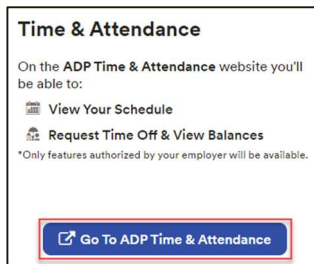 Time & Attendance
On the ADP Time & Attendance website you'll
be able to:
View Your Schedule
Request Time Off & View Balances
*Only features authorized by your employer will be available.
Go To ADP Time & Attendance